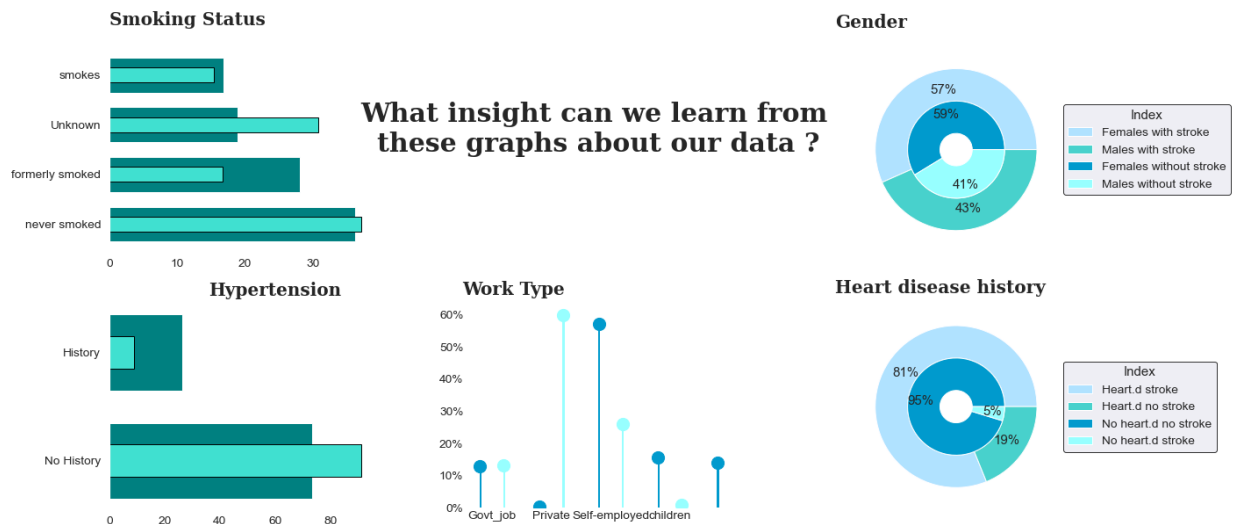 Smoking Status
smokes
Unknown
formerly smoked
never smoked
0 10 20 30
What insight can we learn from
these graphs about our data ?
Gender
57%
59%
41%
43%
Index
Females with stroke
Males with stroke
Females without stroke
Males without stroke
Hypertension
History
No History
0 20 40 60 80
Work Type
60%
50%
40%
30%
20%
10%
0%
Govt_job Private Self-employed children
Heart disease history
81%
95%
5%
19%
Index
Heart.d stroke
Heart.d no stroke
No heart.d no stroke
No heart.d stroke